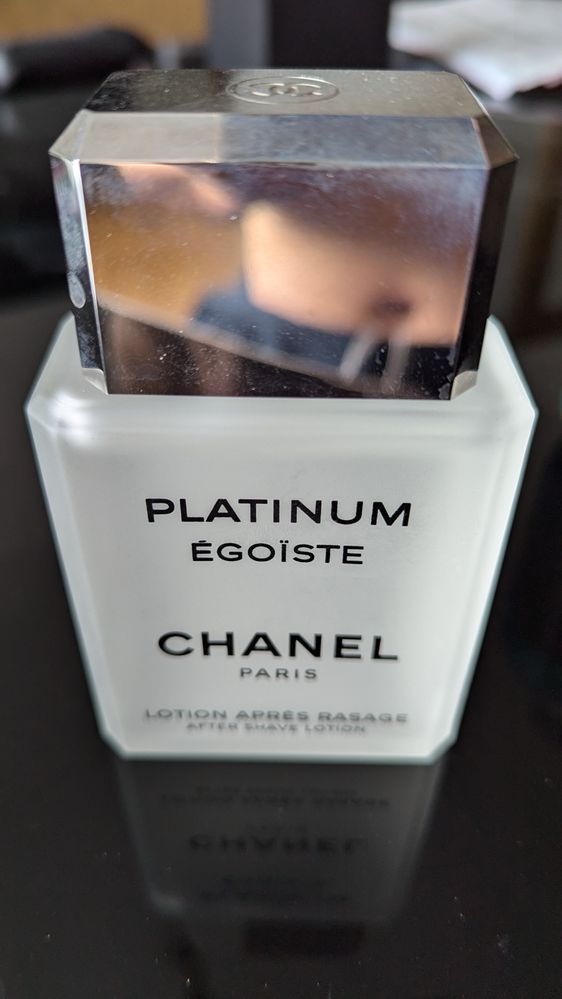 PLATINUM
ÉGOÏSTE
CHANEL
PARIS
LOTION APRÈS RASAGE
AFTER SHAVE LOTION